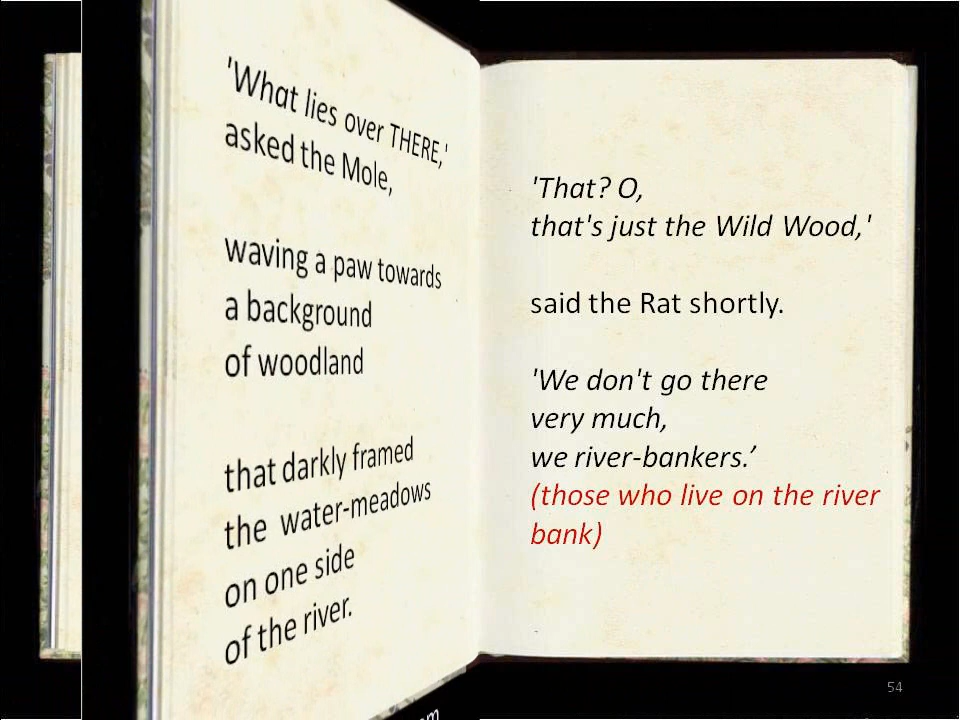 'What lies over THERE,'
asked the Mole,
waving a paw towards
a background
of woodland
that darkly framed
the water-meadows
on one side
of the river.
'That? O,
that's just the Wild Wood,'
said the Rat shortly.
'We don't go there
very much,
we river-bankers.’
(those who live on the river
bank)
54